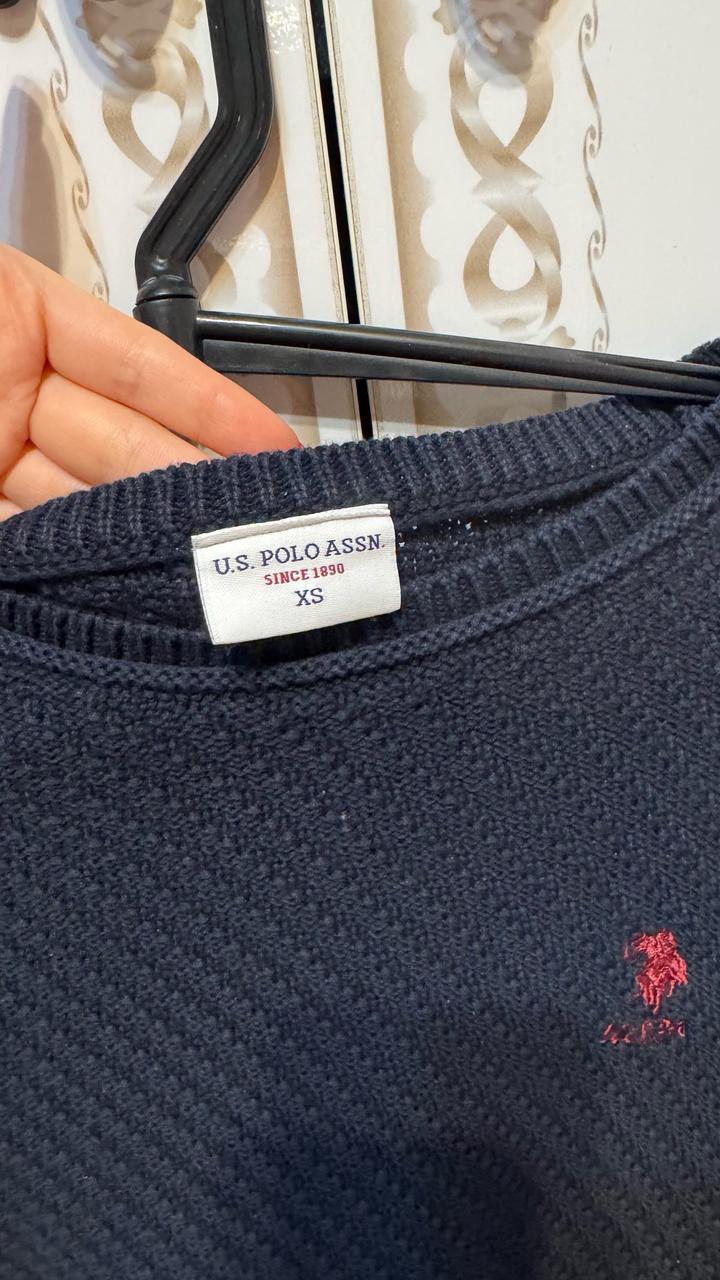 U.S. POLO ASSN.
SINCE 1890
XS